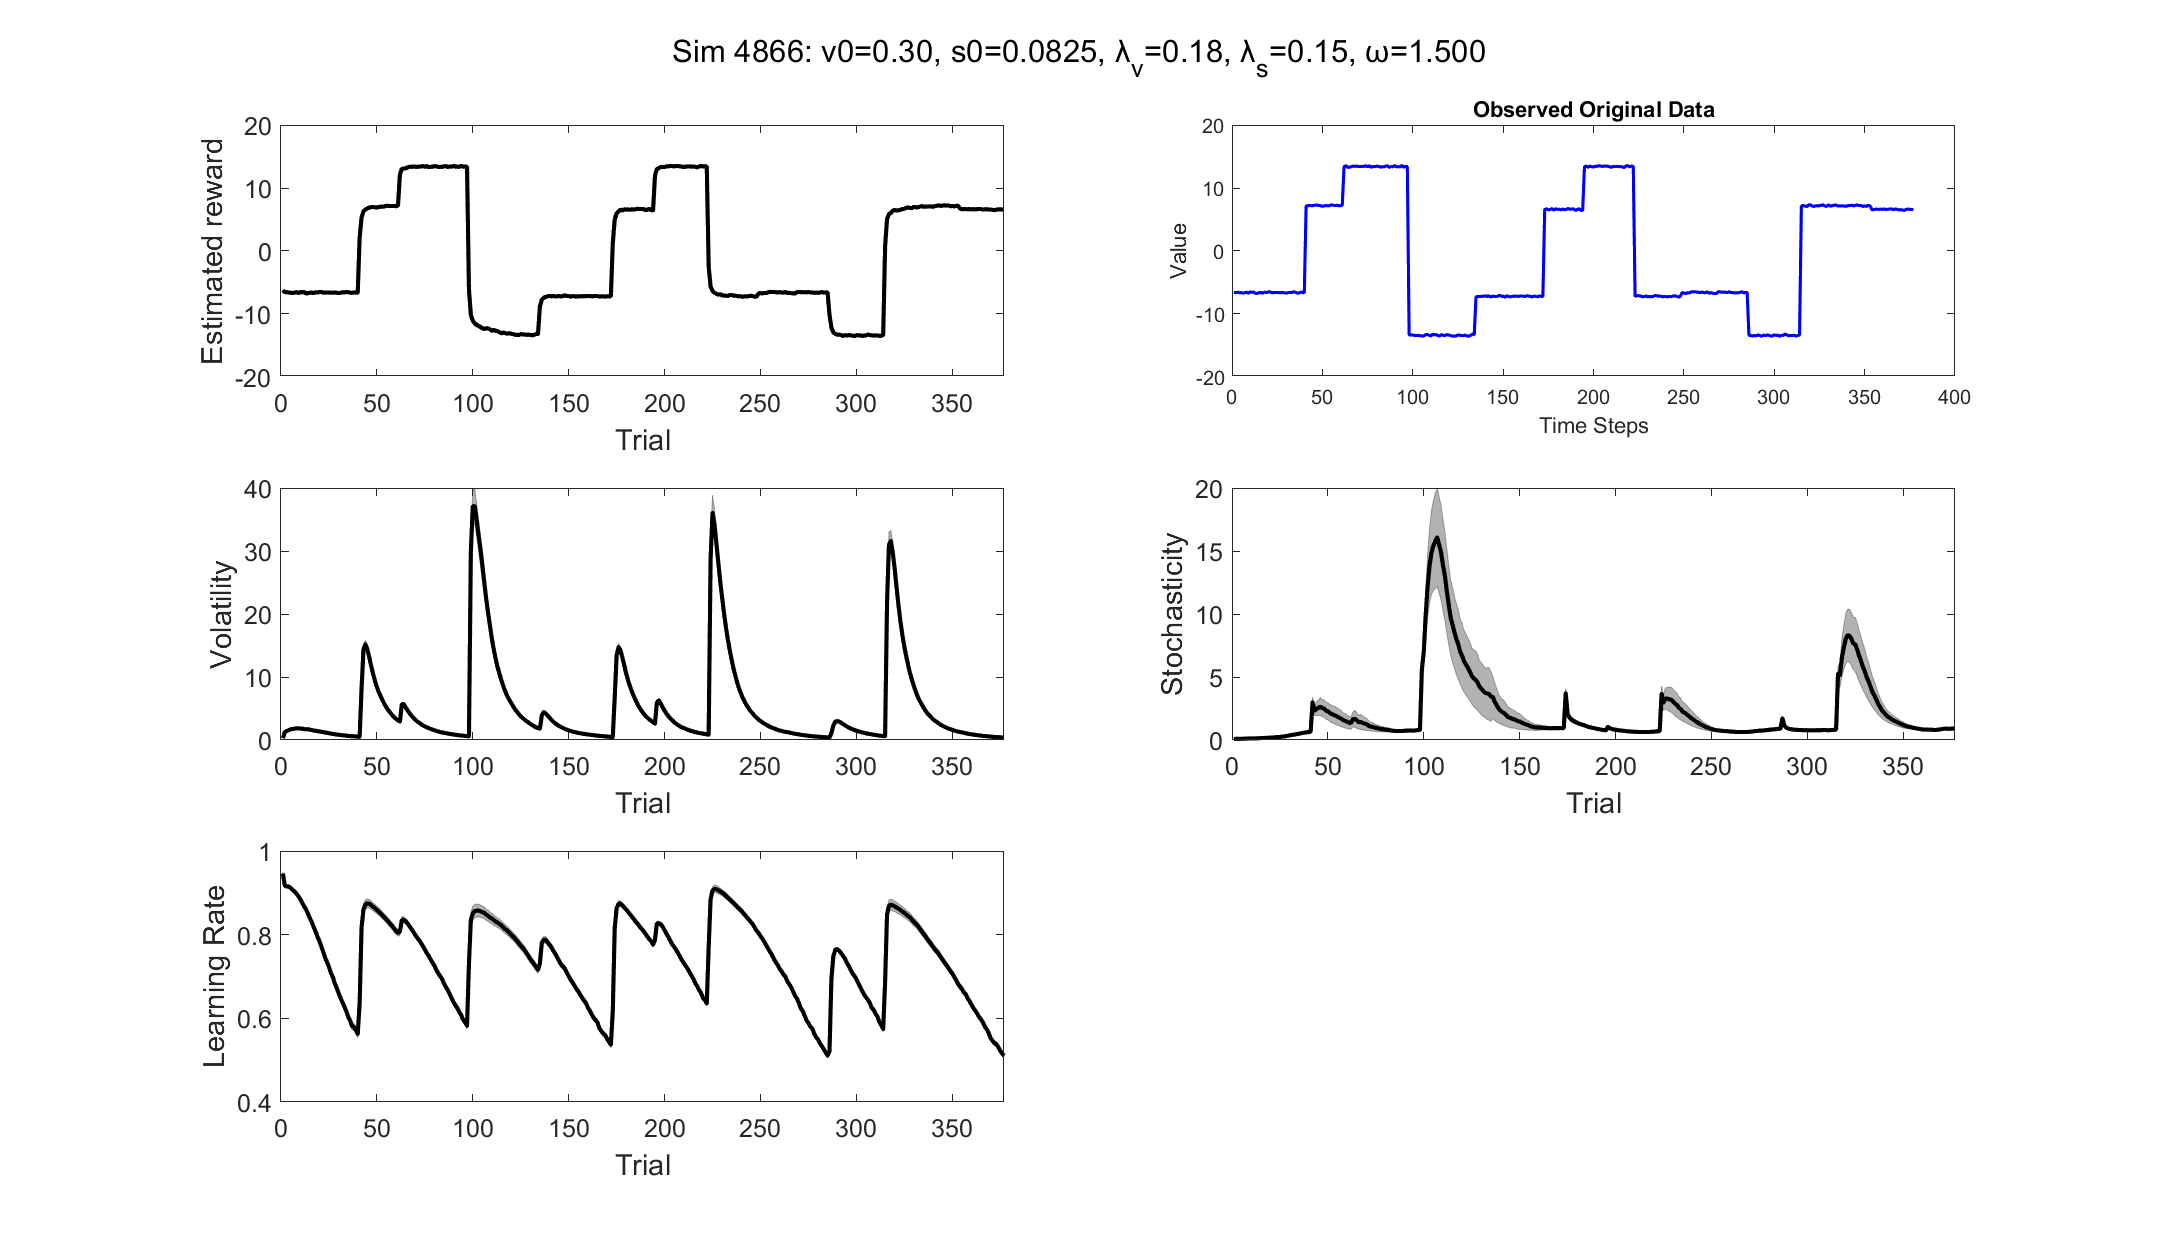 Sim 4866: v0=0.30, s0=0.0825, λ_v=0.18, λ_s=0.15, ω=1.500
Estimated reward
20
10
0
-10
-20
0 50 100 150 200 250 300 350
Trial
Observed Original Data
Value
20
10
0
-10
-20
0 50 100 150 200 250 300 350 400
Time Steps
Volatility
40
30
20
10
0
0 50 100 150 200 250 300 350
Trial
Stochasticity
20
15
10
5
0
0 50 100 150 200 250 300 350
Trial
Learning Rate
1
0.8
0.6
0.4
0 50 100 150 200 250 300 350
Trial